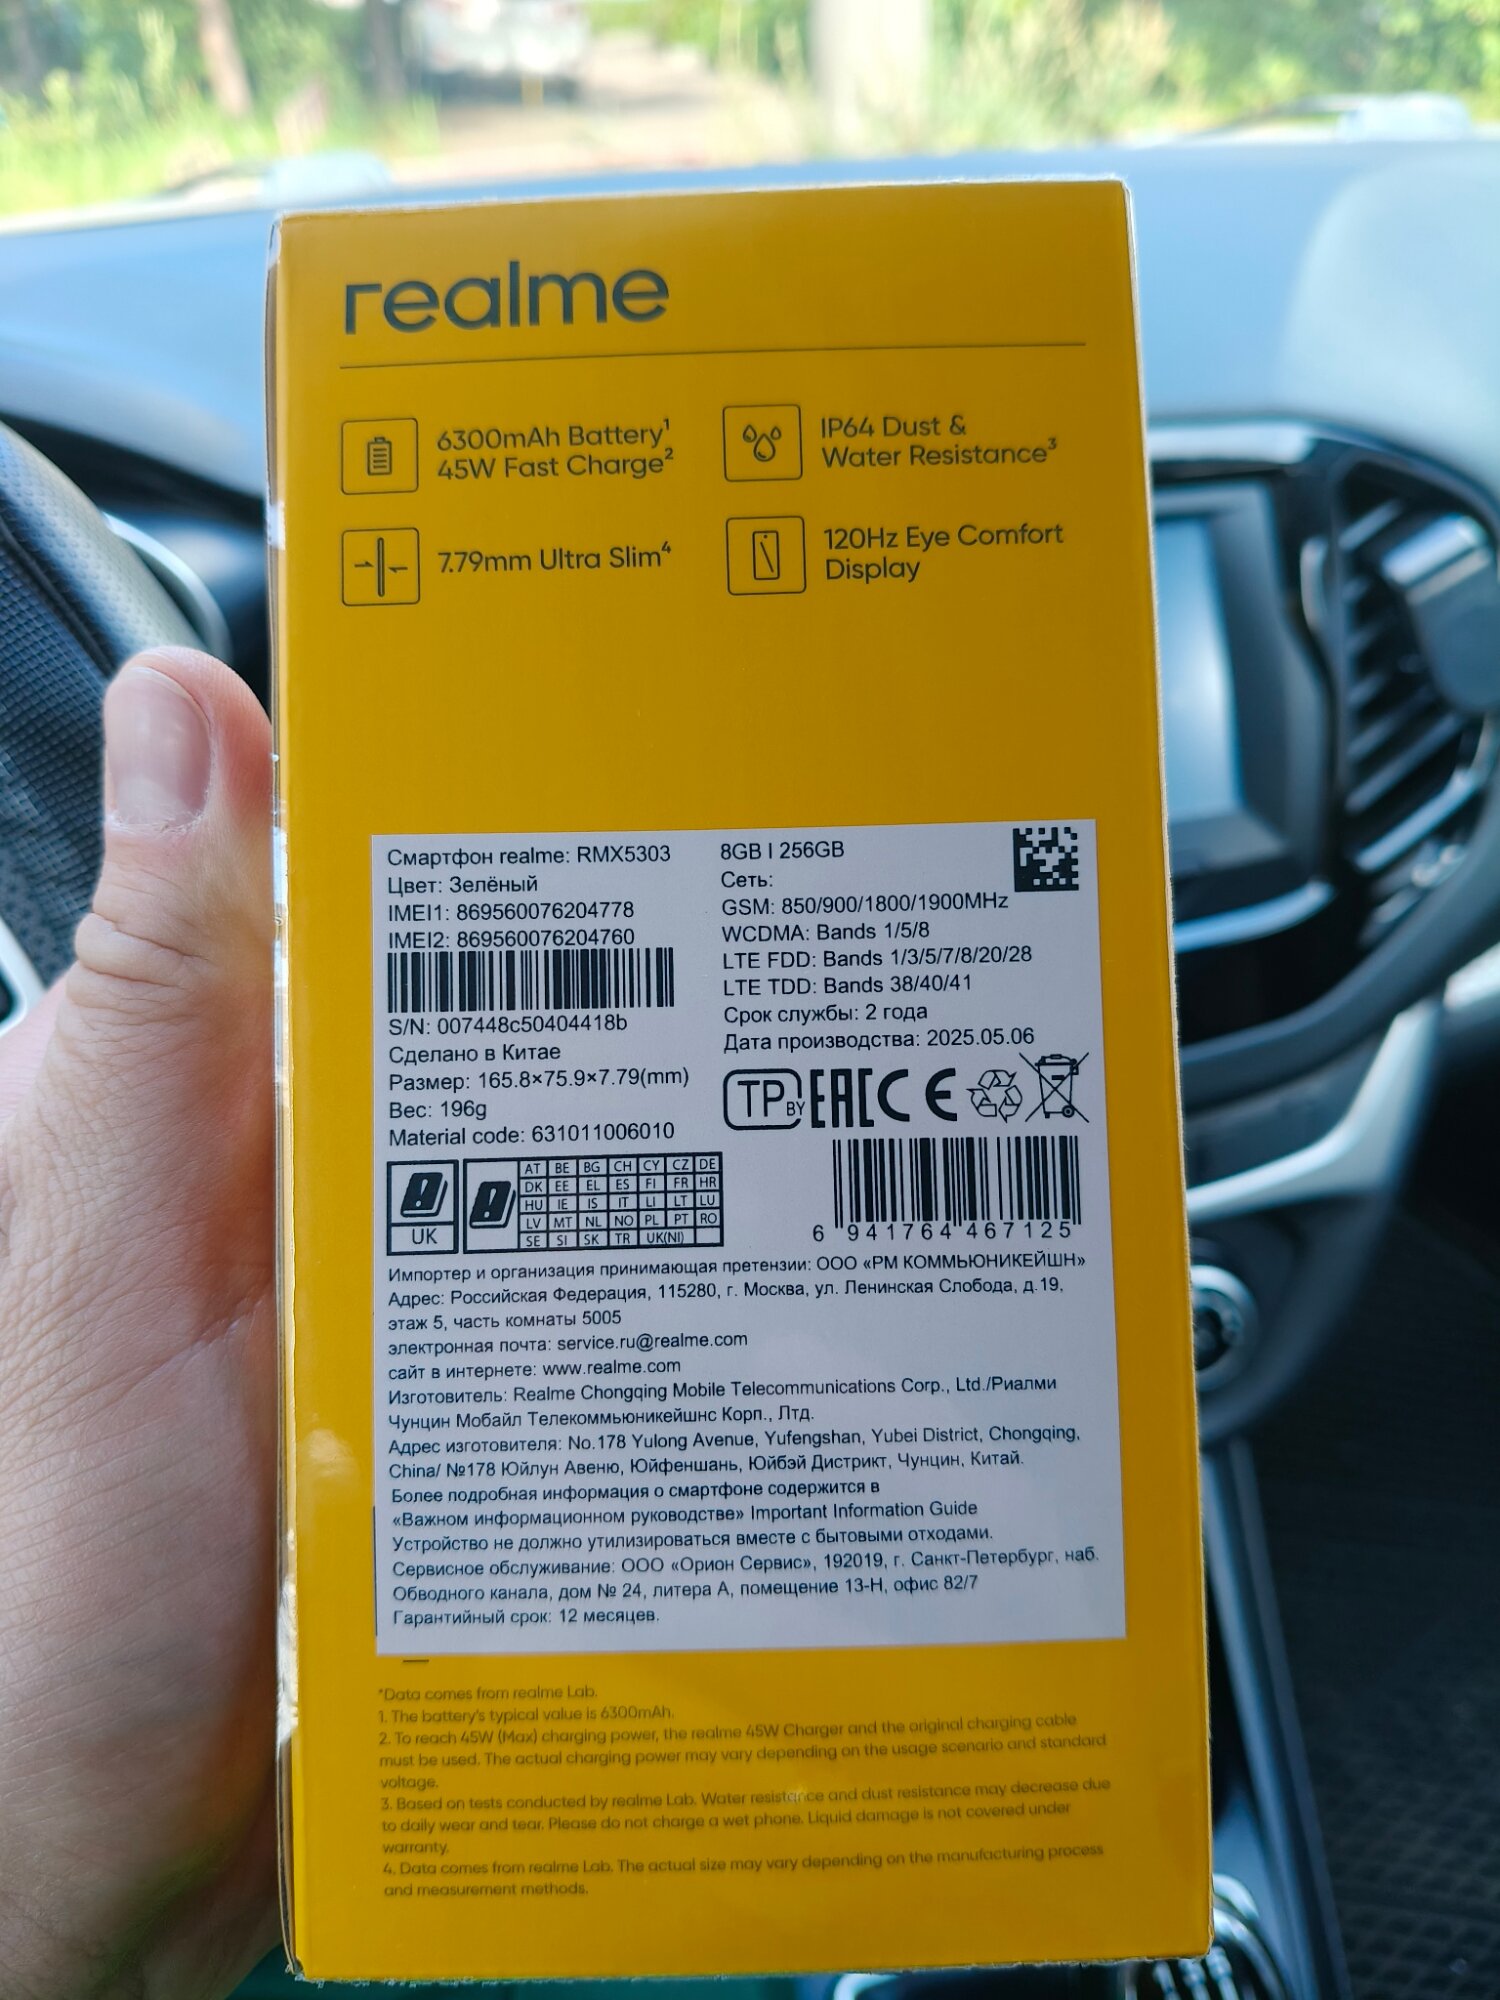 realme
6300mAh Battery¹
45W Fast Charge²
IP64 Dust &
Water Resistance³
7.79mm Ultra Slim⁴
120Hz Eye Comfort
Display
Смартфон realme: RMX5303
Цвет: Зелёный
IMEI1: 869560076204778
IMEI2: 869560076204760
S/N: 007448c50404418b
Сделано в Китае
Размер: 165.8×75.9×7.79(mm)
Вес: 196g
Material code: 631011006010
8GB | 256GB
Сеть:
GSM: 850/900/1800/1900MHz
WCDMA: Bands 1/5/8
LTE FDD: Bands 1/3/5/7/8/20/28
LTE TDD: Bands 38/40/41
Срок службы: 2 года
Дата производства: 2025.05.06
TP BY EAC CE
UK
AT BE BG CH CY CZ DE
DK EE EL ES FI FR HR
HU IE IS IT LI LT LU
LV MT NL NO PL PT RO
SE SI SK TR UK(NI)
6 941764 467125
Импортер и организация принимающая претензии: ООО «РМ КОММЬЮНИКЕЙШН»
Адрес: Российская Федерация, 115280, г. Москва, ул. Ленинская Слобода, д.19,
этаж 5, часть комнаты 5005
электронная почта: service.ru@realme.com
сайт в интернете: www.realme.com
Изготовитель: Realme Chongqing Mobile Telecommunications Corp., Ltd./Риалми
Чунцин Мобайл Телекоммьюникейшнс Корп., Лтд.
Адрес изготовителя: No.178 Yulong Avenue, Yufengshan, Yubei District, Chongqing,
China/ №178 Юйлун Авеню, Юйфеншань, Юйбэй Дистрикт, Чунцин, Китай.
Более подробная информация о смартфоне содержится в
«Важном информационном руководстве» Important Information Guide
Устройство не должно утилизироваться вместе с бытовыми отходами.
Сервисное обслуживание: ООО «Орион Сервис», 192019, г. Санкт-Петербург, наб.
Обводного канала, дом № 24, литера А, помещение 13-Н, офис 82/7
Гарантийный срок: 12 месяцев.
*Data comes from realme Lab.
1. The battery's typical value is 6300mAh.
2. To reach 45W (Max) charging power, the realme 45W Charger and the original charging cable
must be used. The actual charging power may vary depending on the usage scenario and standard
voltage.
3. Based on tests conducted by realme Lab. Water resistance and dust resistance may decrease due
to daily wear and tear. Please do not charge a wet phone. Liquid damage is not covered under
warranty.
4. Data comes from realme Lab. The actual size may vary depending on the manufacturing process
and measurement methods.